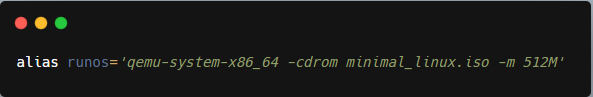 alias runos='qemu-system-x86_64 -cdrom minimal_linux.iso -m 512M'